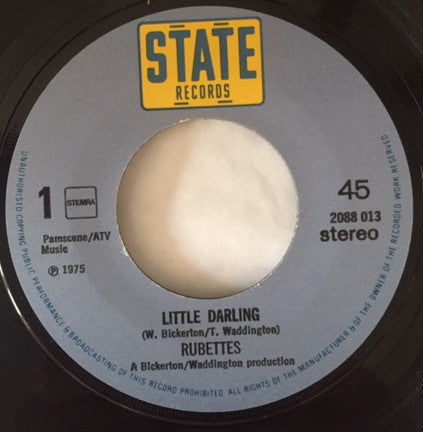 STATE
RECORDS
1
STEMRA
45
2088 013
stereo
Pamscene/ATV
Music
℗ 1975
LITTLE DARLING
(W. Bickerton/T. Waddington)
RUBETTES
A Bickerton/Waddington production
UNAUTHORISED COPYING PUBLIC PERFORMANCE & BROADCASTING OF THIS RECORD PROHIBITED. ALL RIGHTS OF THE MANUFACTURER & OF THE OWNER OF THE RECORDED WORK RESERVED